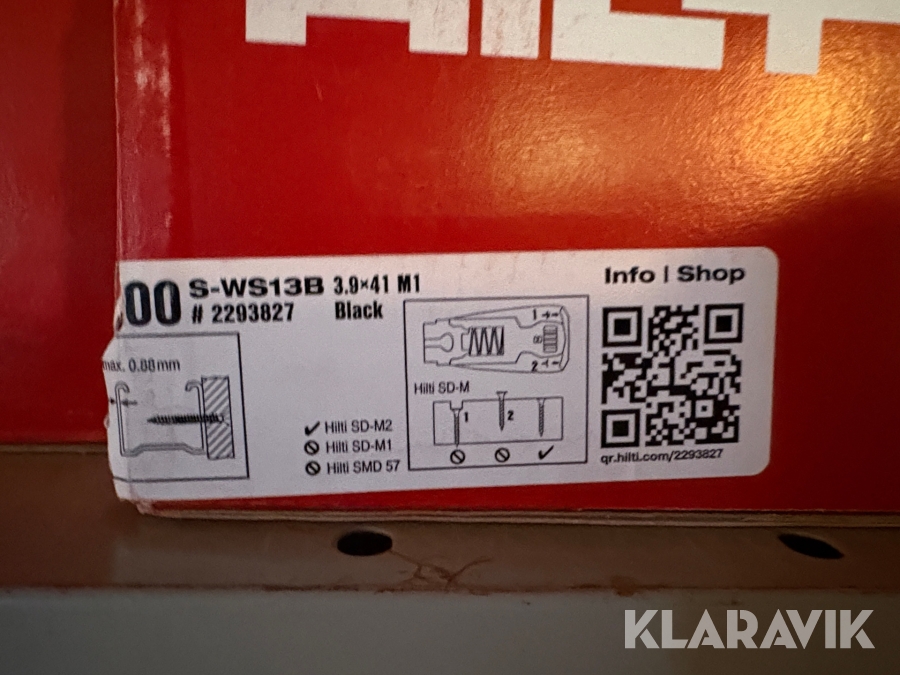 HILTI
00 S-WS13B 3.9×41 M1
# 2293827 Black
max. 0.88mm
1
2
Hilti SD-M
1 2
Hilti SD-M2
Hilti SD-M1
Hilti SMD 57
Info | Shop
qr.hilti.com/2293827
KLARAVIK